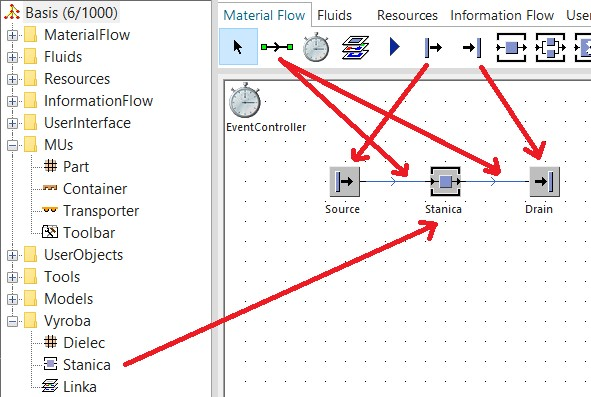 Basis (6/1000)
MaterialFlow
Fluids
Resources
InformationFlow
UserInterface
MUs
Part
Container
Transporter
Toolbar
UserObjects
Tools
Models
Vyroba
Dielec
Stanica
Linka
Material Flow Fluids Resources Information Flow User
EventController
Source Stanica Drain